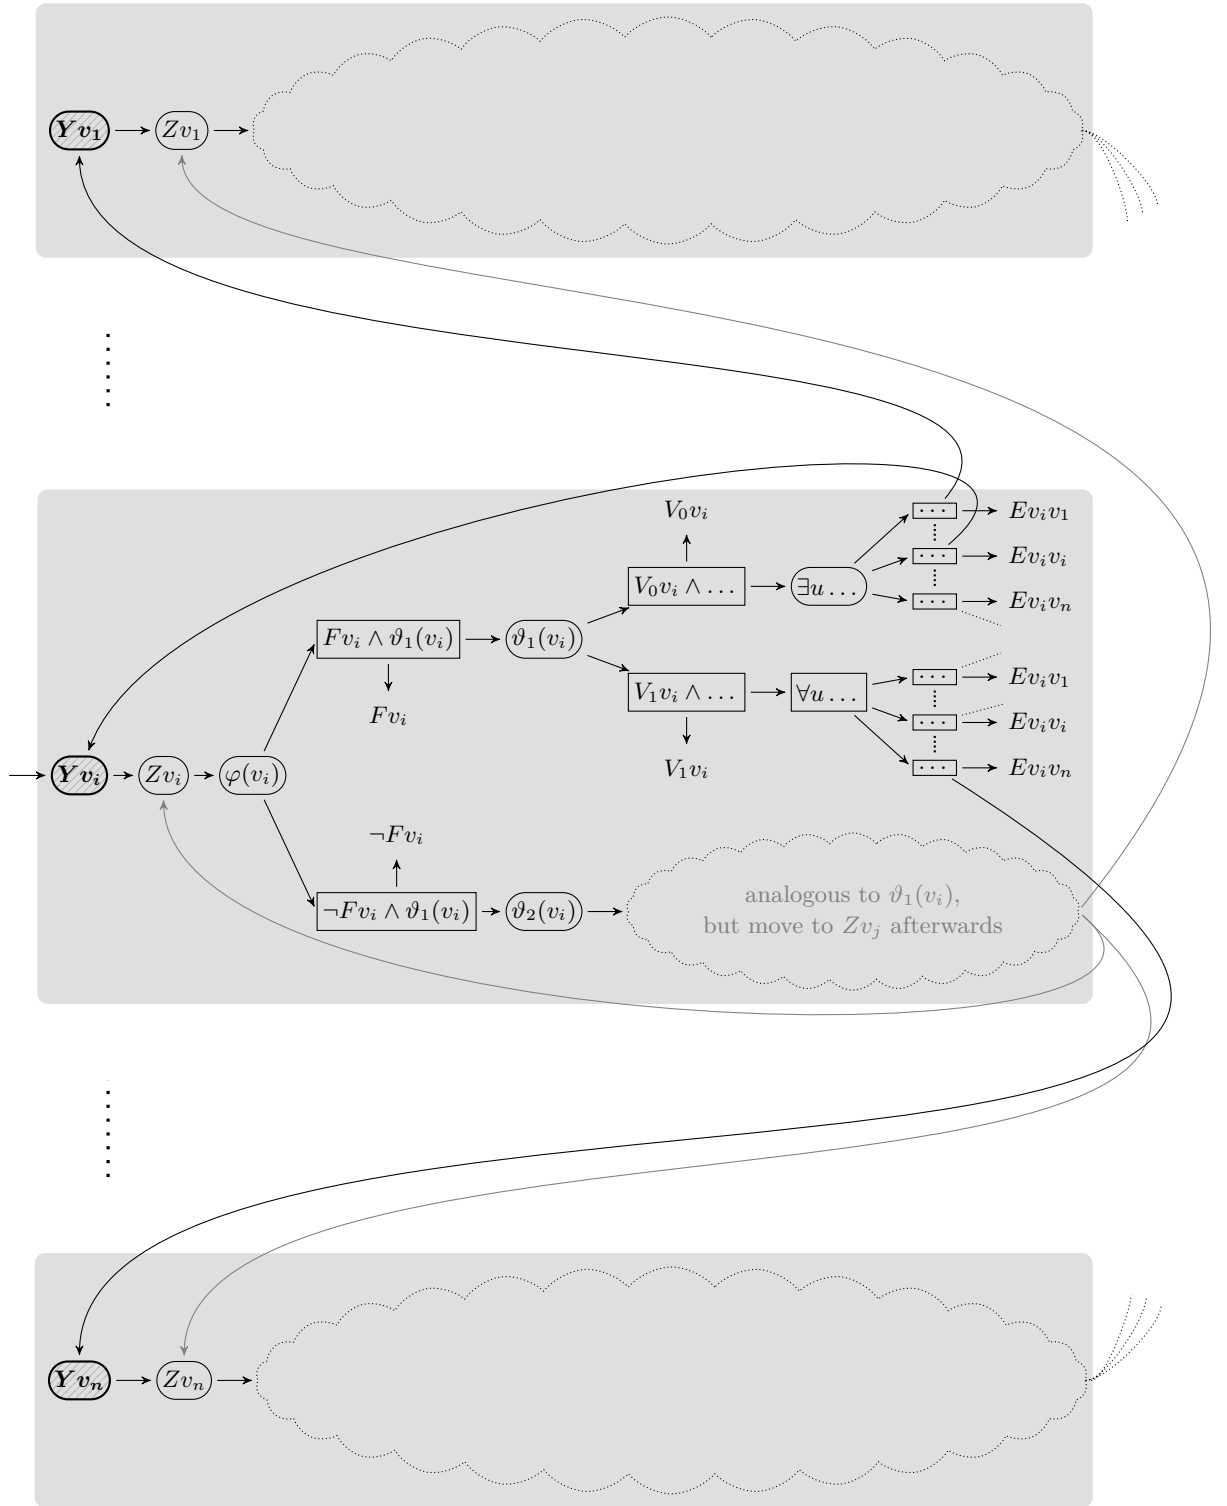 Yv₁ Zv₁
V₀vᵢ
... Evᵢv₁
... Evᵢvᵢ
V₀vᵢ ∧ ... ∃u ...
... Evᵢvₙ
Fvᵢ ∧ ϑ₁(vᵢ) ϑ₁(vᵢ)
... Evᵢv₁
V₁vᵢ ∧ ... ∀u ...
Fvᵢ
... Evᵢvᵢ
V₁vᵢ
... Evᵢvₙ
Yvᵢ Zvᵢ φ(vᵢ)
¬Fvᵢ
¬Fvᵢ ∧ ϑ₁(vᵢ) ϑ₂(vᵢ)
analogous to ϑ₁(vᵢ),
but move to Zvⱼ afterwards
Yvₙ Zvₙ